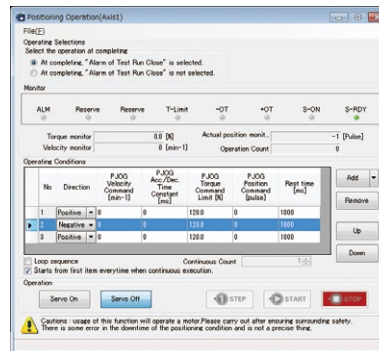 Positioning Operation(Axis1)
File(F)
Operating Selections
Select the operation at completing
At completing, "Alarm of Test Run Close" is selected.
At completing, "Alarm of Test Run Close" is not selected.
Monitor
ALM Reserve Reserve T-Limit -OT +OT S-ON S-RDY
Torque monitor 0.0 [%] Actual position monit... -1 [Pulse]
Velocity monitor 0 [min-1] Operation Count 0
Operating Conditions
No Direction PJOG Velocity Command [min-1] PJOG Acc./Dec. Time Constant [ms] PJOG Torque Command Limit [%] PJOG Position Command [pulse] Rest time [ms]
1 Positive 0 0 120.0 0 1000
2 Negative 0 0 120.0 0 1000
3 Positive 0 0 120.0 0 1000
Add
Remove
Up
Down
Loop sequence Continuous Count 1
Starts from first item everytime when continuous execution.
Operation
Servo On Servo Off STEP START STOP
Cautions : usage of this function will operate a motor.Please carry out after ensuring surrounding safety.
There is some error in the downtime of the positioning condition and is not a precise thing.